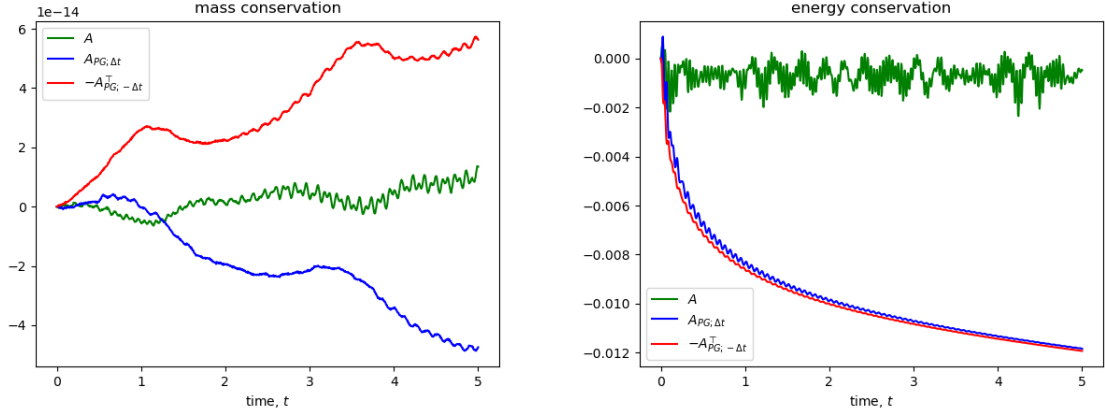 mass conservation
1e−14
6
4
2
0
−2
−4
0
1
2
3
4
5
A
A_{PG;Δt}
−A^⊤_{PG;−Δt}
time, t
energy conservation
0.000
−0.002
−0.004
−0.006
−0.008
−0.010
−0.012
0
1
2
3
4
5
A
A_{PG;Δt}
−A^⊤_{PG;−Δt}
time, t